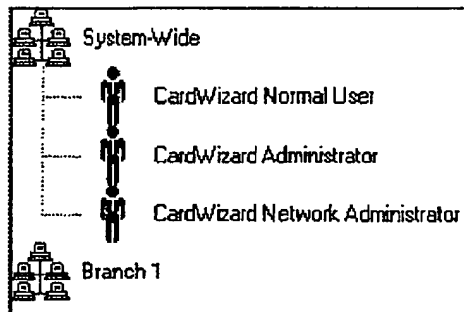 System-Wide
CardWizard Normal User
CardWizard Administrator
CardWizard Network Administrator
Branch 1